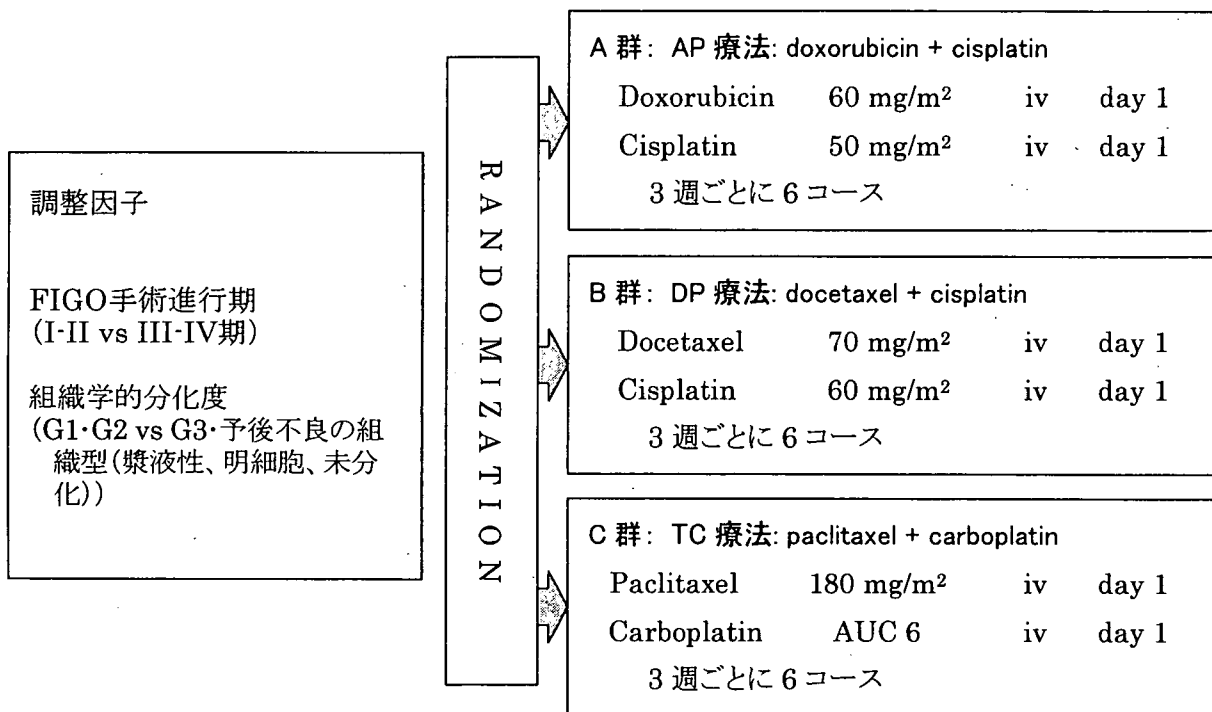 調整因子
FIGO手術進行期
(I-II vs III-IV期)
組織学的分化度
(G1・G2 vs G3・予後不良の組
織型(漿液性、明細胞、未分
化))
RANDOMIZATION
A 群: AP 療法: doxorubicin + cisplatin
Doxorubicin 60 mg/m² iv day 1
Cisplatin 50 mg/m² iv day 1
3 週ごとに 6 コース
B 群: DP 療法: docetaxel + cisplatin
Docetaxel 70 mg/m² iv day 1
Cisplatin 60 mg/m² iv day 1
3 週ごとに 6 コース
C 群: TC 療法: paclitaxel + carboplatin
Paclitaxel 180 mg/m² iv day 1
Carboplatin AUC 6 iv day 1
3 週ごとに 6 コース